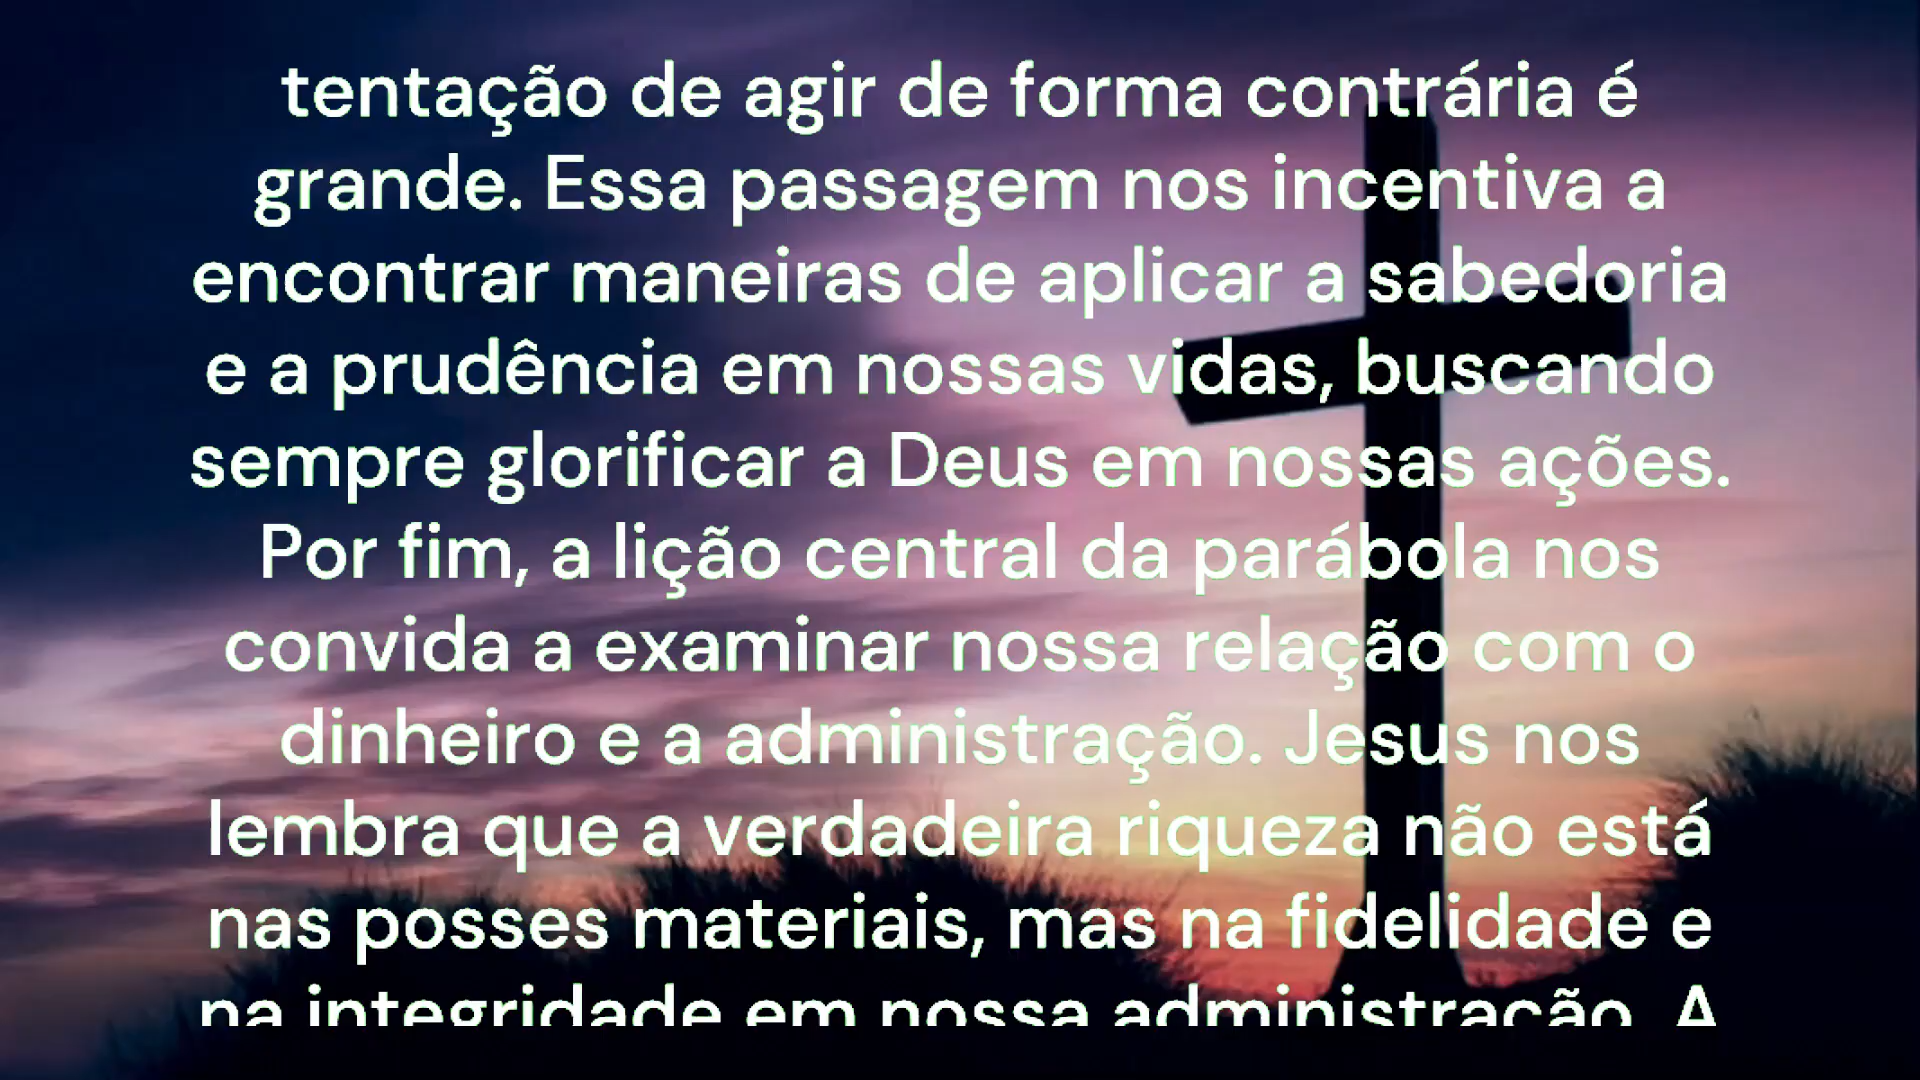 tentação de agir de forma contrária é
grande. Essa passagem nos incentiva a
encontrar maneiras de aplicar a sabedoria
e a prudência em nossas vidas, buscando
sempre glorificar a Deus em nossas ações.
Por fim, a lição central da parábola nos
convida a examinar nossa relação com o
dinheiro e a administração. Jesus nos
lembra que a verdadeira riqueza não está
nas posses materiais, mas na fidelidade e
na integridade em nossa administração. A